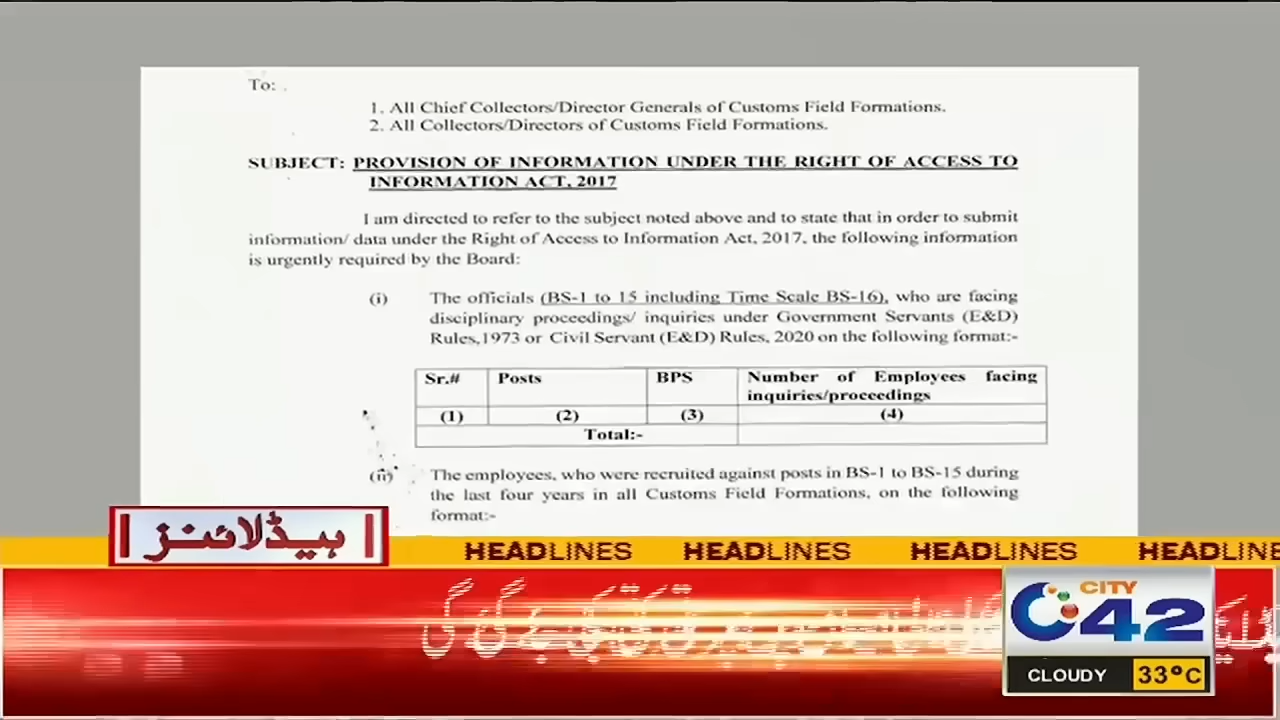 To:
1. All Chief Collectors/Director Generals of Customs Field Formations.
2. All Collectors/Directors of Customs Field Formations.
SUBJECT: PROVISION OF INFORMATION UNDER THE RIGHT OF ACCESS TO
INFORMATION ACT, 2017
I am directed to refer to the subject noted above and to state that in order to submit
information/ data under the Right of Access to Information Act, 2017, the following information
is urgently required by the Board:
(i) The officials (BS-1 to 15 including Time Scale BS-16), who are facing
disciplinary proceedings/ inquiries under Government Servants (E&D)
Rules,1973 or Civil Servant (E&D) Rules, 2020 on the following format:-
Sr.# Posts BPS Number of Employees facing
inquiries/proceedings
(1) (2) (3) (4)
Total:-
(ii) The employees, who were recruited against posts in BS-1 to BS-15 during
the last four years in all Customs Field Formations, on the following
format:-
ہیڈلائنز
HEADLINES HEADLINES HEADLINES HEADLINE
CITY
42
CLOUDY 33°C